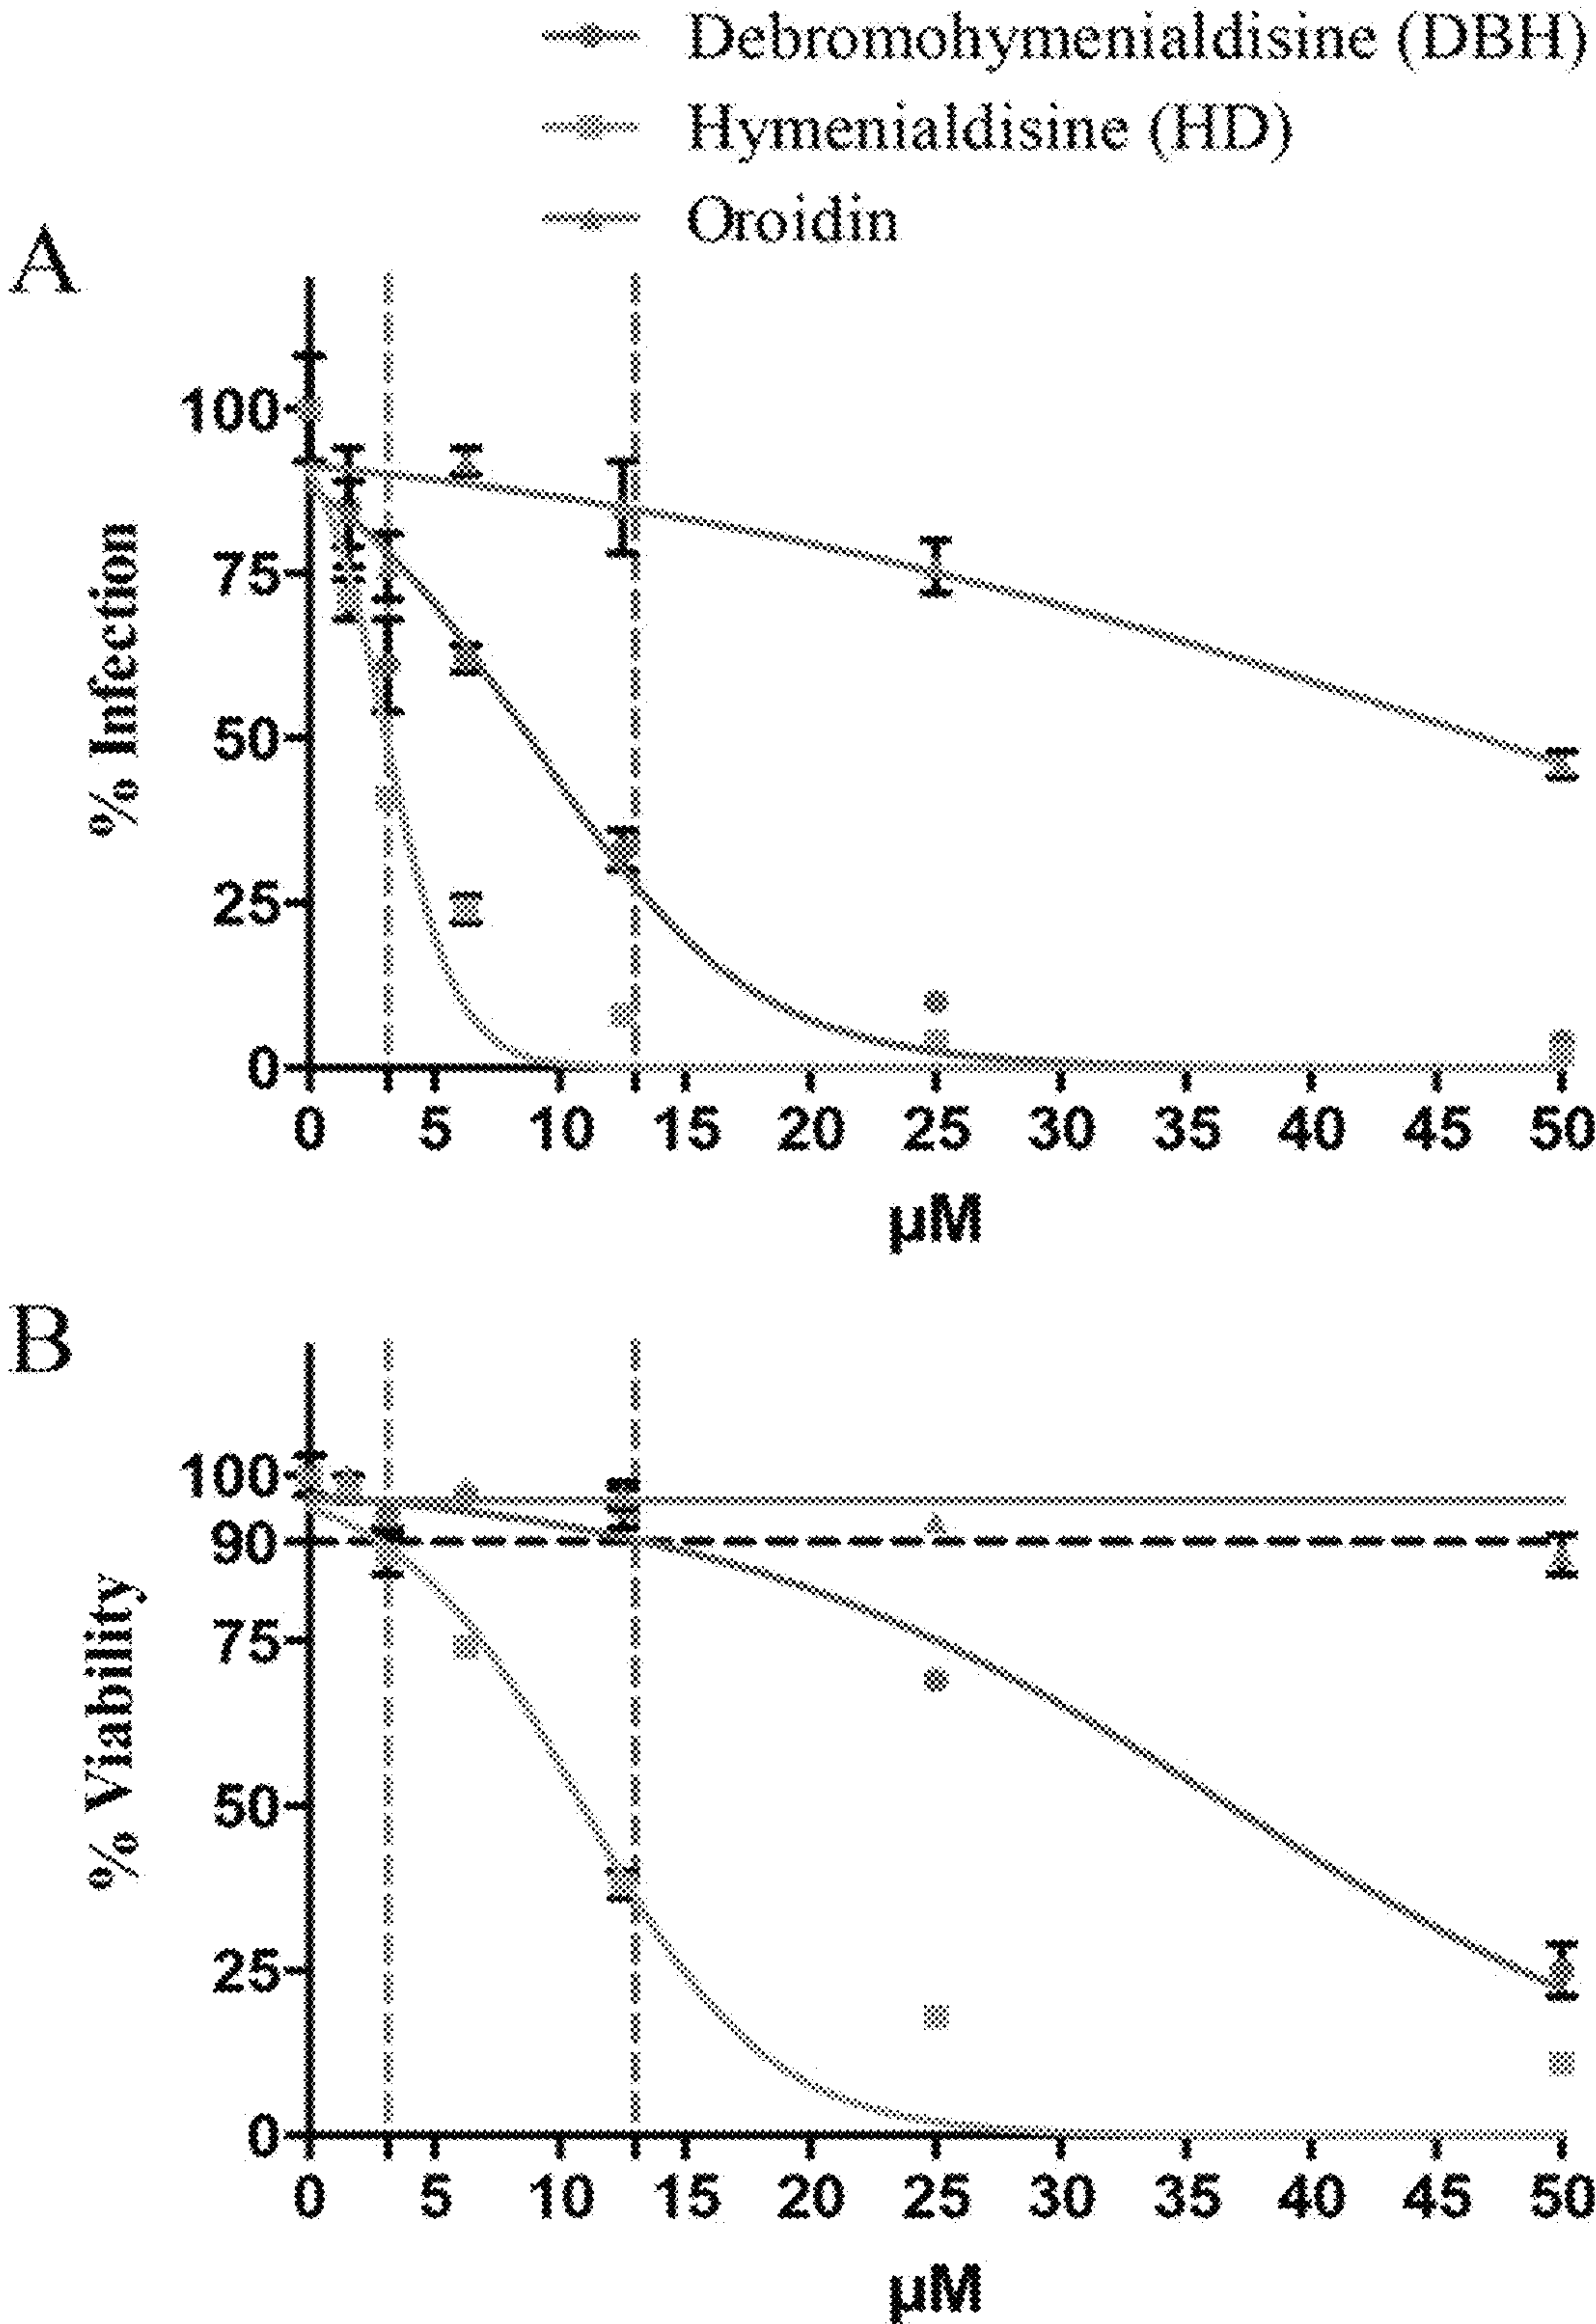 Debromohymenialdisine (DBH)
Hymenialdisine (HD)
Oroidin
A
% Infection
100
75
50
25
0
0 5 10 15 20 25 30 35 40 45 50
µM
B
% Viability
100
90
75
50
25
0
0 5 10 15 20 25 30 35 40 45 50
µM